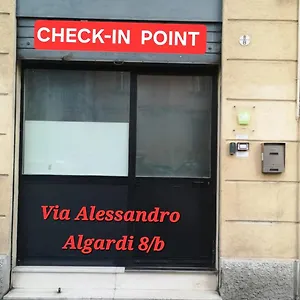 CHECK-IN POINT
Via Alessandro
Algardi 8/b